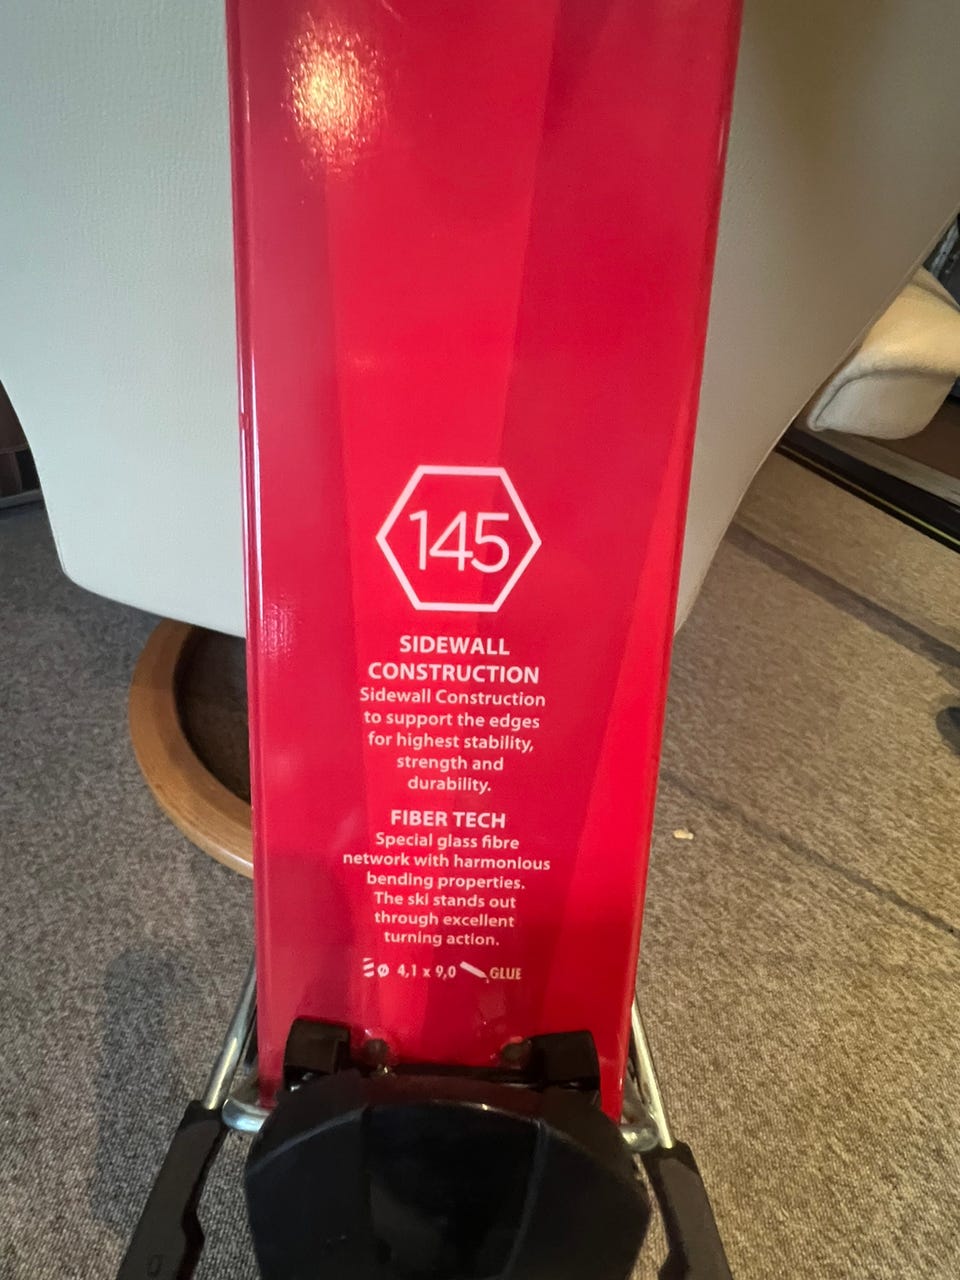 145
SIDEWALL
CONSTRUCTION
Sidewall Construction
to support the edges
for highest stability,
strength and
durability.
FIBER TECH
Special glass fibre
network with harmonious
bending properties.
The ski stands out
through excellent
turning action.
Ø 4,1 x 9,0 GLUE